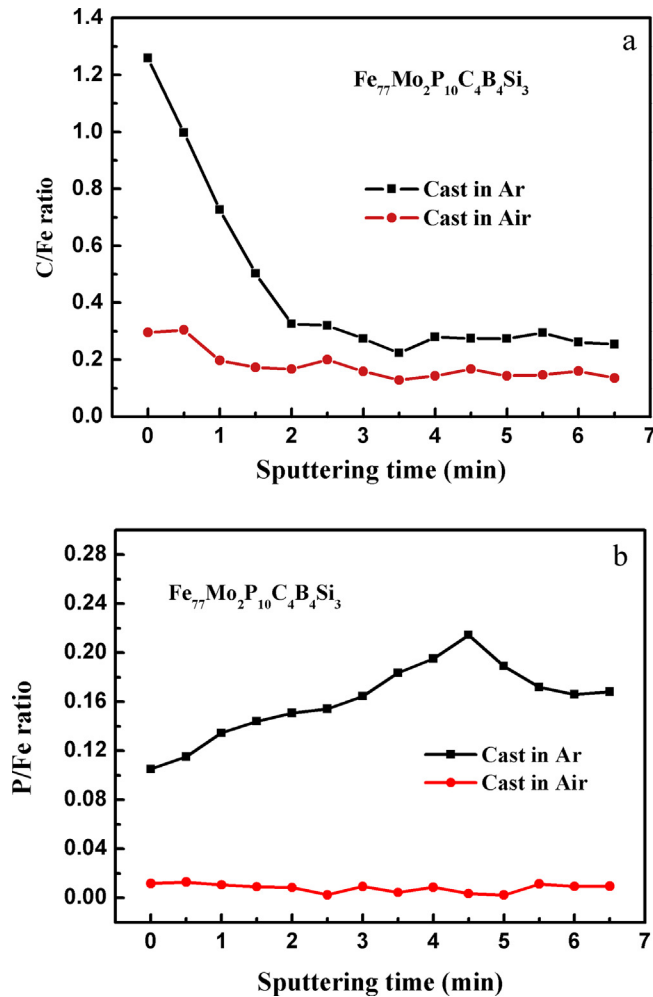 a
Fe₇₇Mo₂P₁₀C₄B₄Si₃
Cast in Ar
Cast in Air
C/Fe ratio
1.4
1.2
1.0
0.8
0.6
0.4
0.2
0.0
0 1 2 3 4 5 6 7
Sputtering time (min)
b
Fe₇₇Mo₂P₁₀C₄B₄Si₃
Cast in Ar
Cast in Air
P/Fe ratio
0.28
0.24
0.20
0.16
0.12
0.08
0.04
0.00
0 1 2 3 4 5 6 7
Sputtering time (min)